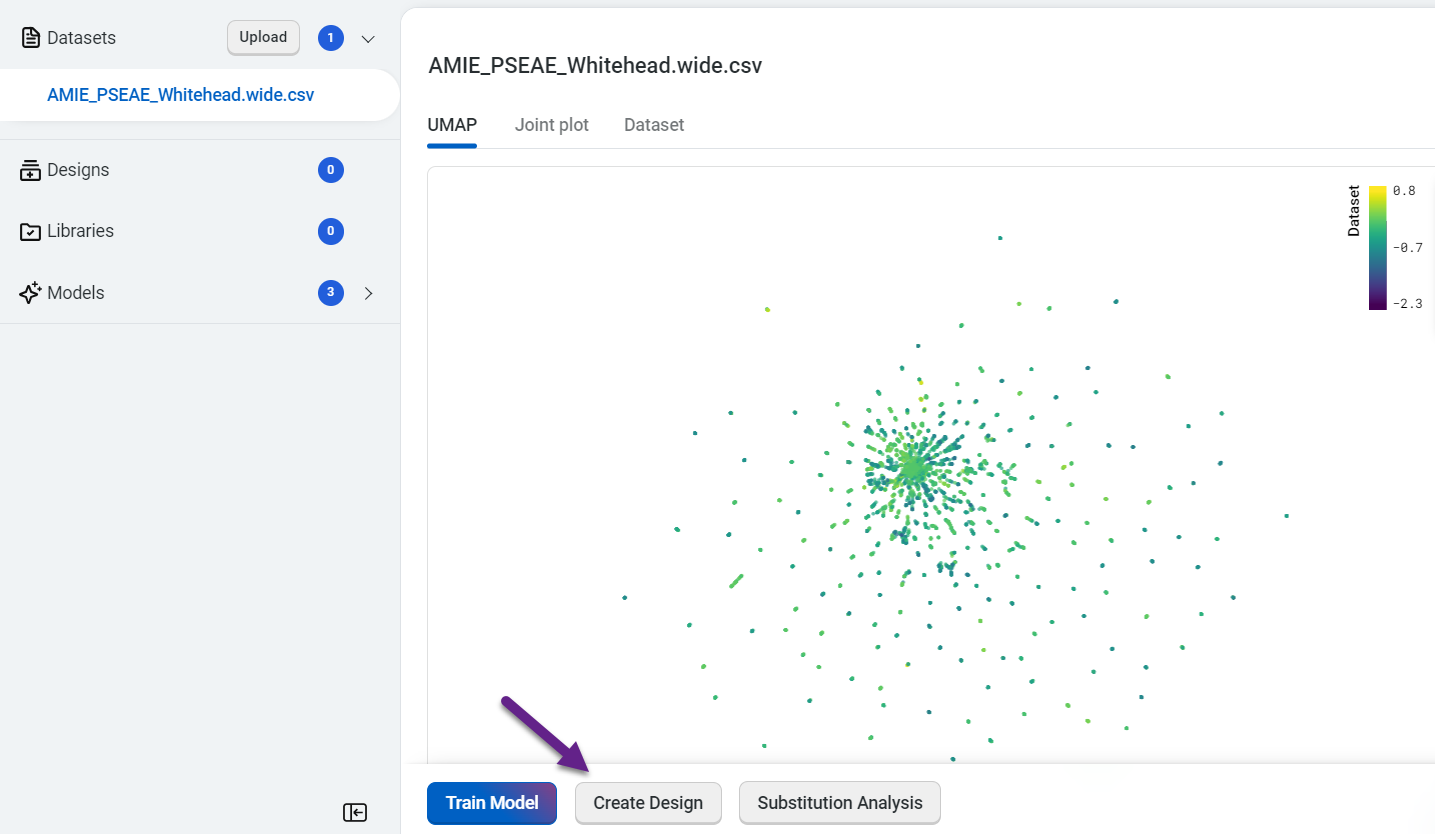 Datasets
Upload
1
AMIE_PSEAE_Whitehead.wide.csv
Designs
0
Libraries
0
Models
3
AMIE_PSEAE_Whitehead.wide.csv
UMAP Joint plot Dataset
Dataset
0.8
-0.7
-2.3
Train Model
Create Design
Substitution Analysis